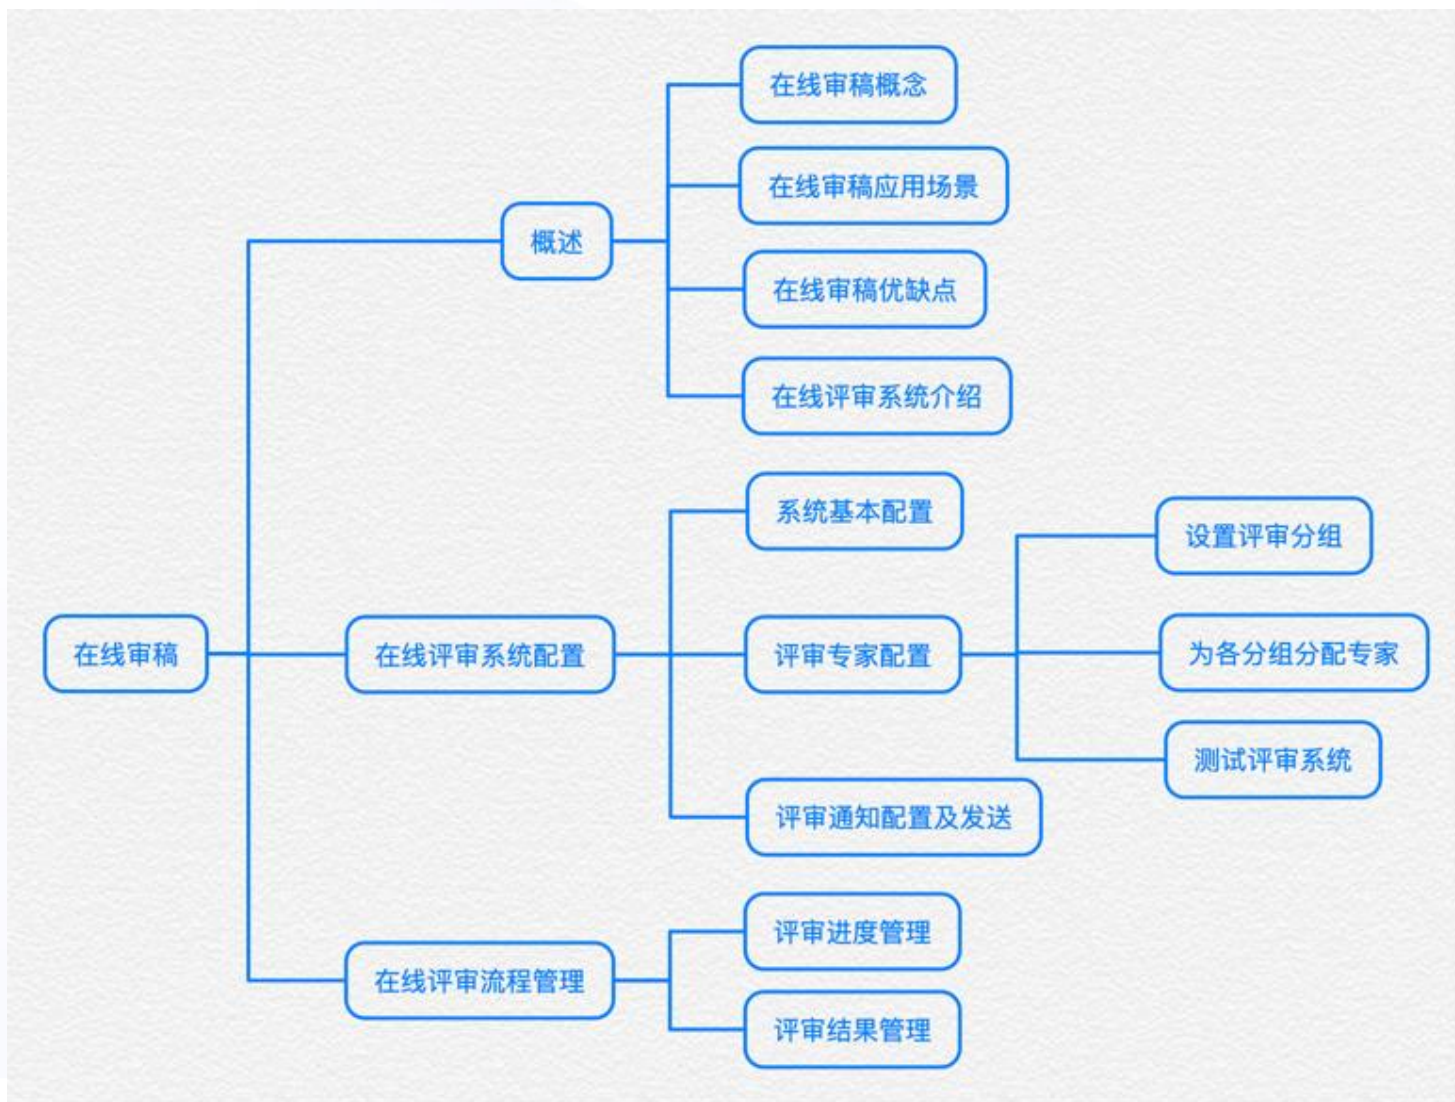 在线审稿
概述
在线审稿概念
在线审稿应用场景
在线审稿优缺点
在线评审系统介绍
在线评审系统配置
系统基本配置
评审专家配置
设置评审分组
为各分组分配专家
测试评审系统
评审通知配置及发送
在线评审流程管理
评审进度管理
评审结果管理